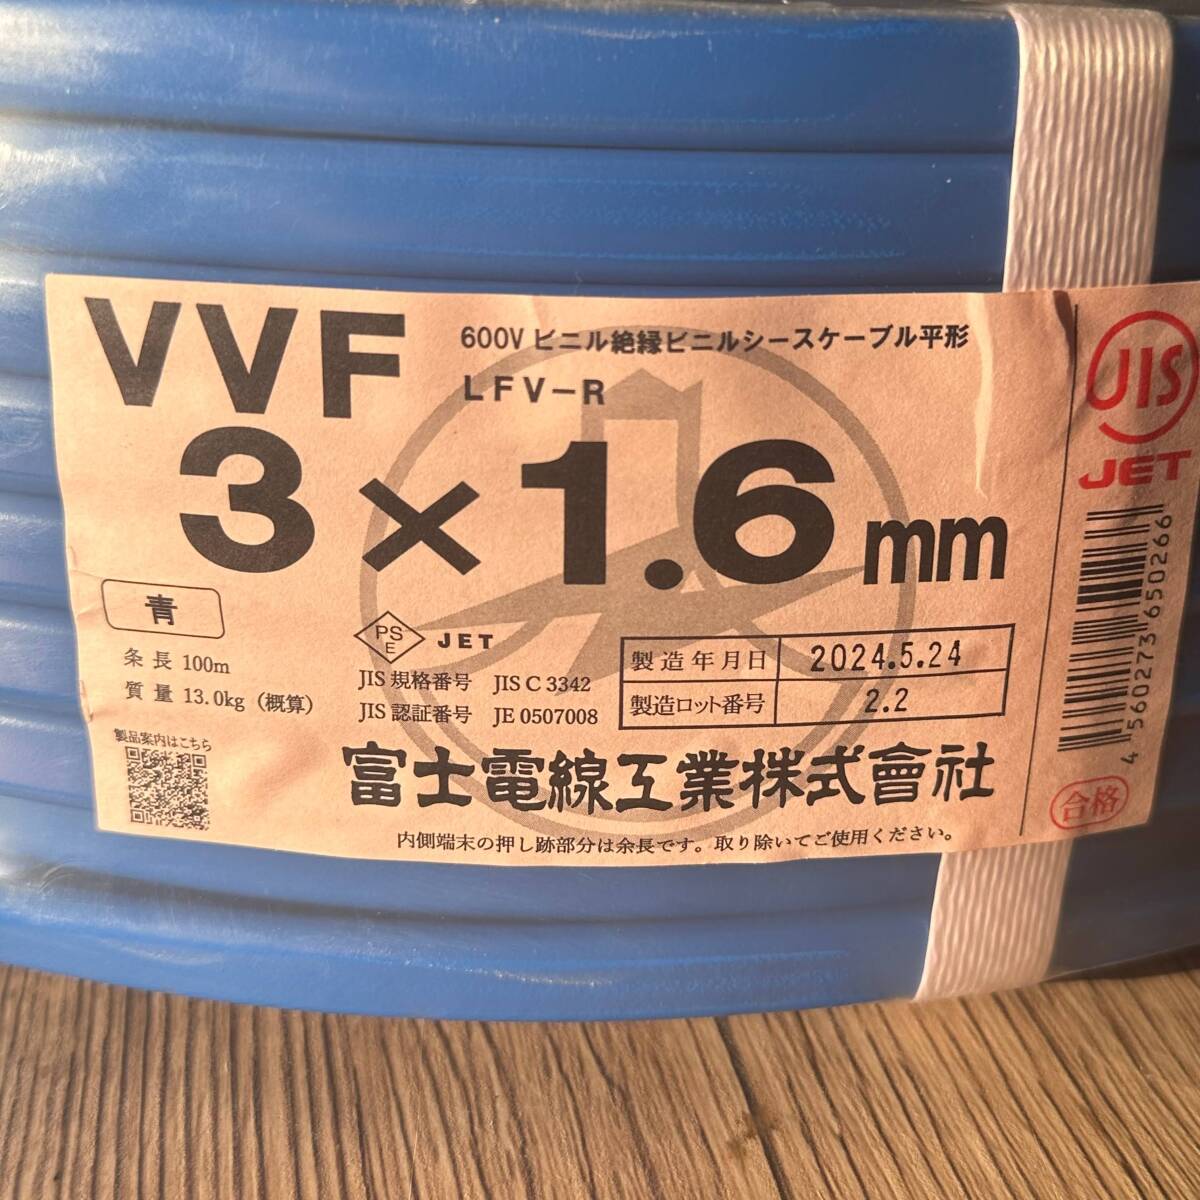 VVF
600V ビニル絶縁ビニルシースケーブル平形
LFV-R
3×1.6mm
青
条長 100m
質量 13.0kg (概算)
製品案内はこちら
PS
E
JET
JIS 規格番号 JIS C 3342
JIS 認証番号 JE 0507008
製造年月日 2024.5.24
製造ロット番号 2.2
富士電線工業株式會社
内側端末の押し跡部分は余長です。取り除いてご使用ください。
JIS
JET
4 560273 650266
合格